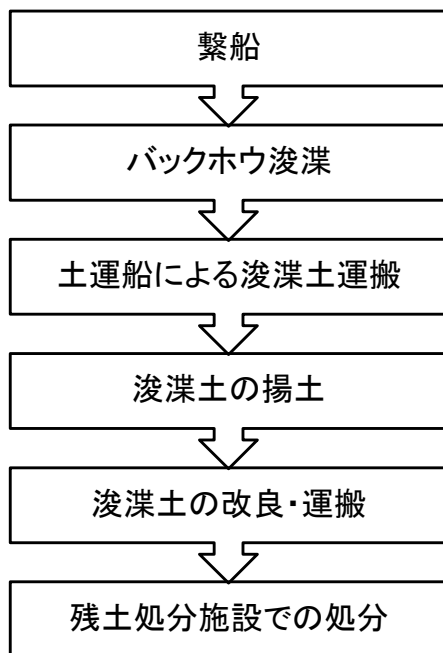 繋船
バックホウ浚渫
土運船による浚渫土運搬
浚渫土の揚土
浚渫土の改良・運搬
残土処分施設での処分